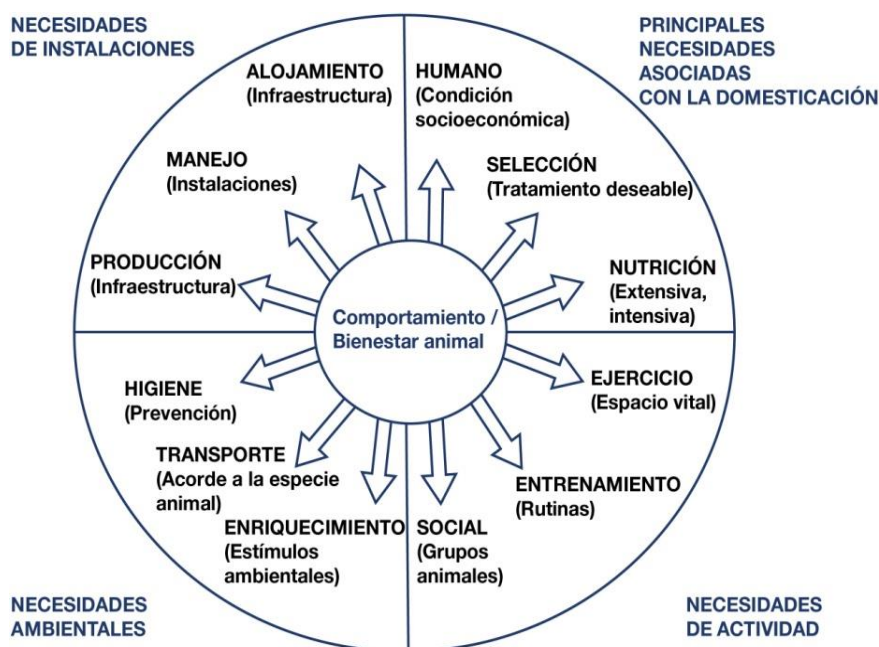 NECESIDADES
DE INSTALACIONES
PRINCIPALES
NECESIDADES
ASOCIADAS
CON LA DOMESTICACIÓN
ALOJAMIENTO
(Infraestructura)
HUMANO
(Condición
socioeconómica)
MANEJO
(Instalaciones)
SELECCIÓN
(Tratamiento deseable)
PRODUCCIÓN
(Infraestructura)
NUTRICIÓN
(Extensiva,
intensiva)
Comportamiento /
Bienestar animal
HIGIENE
(Prevención)
EJERCICIO
(Espacio vital)
TRANSPORTE
(Acorde a la especie
animal)
ENTRENAMIENTO
(Rutinas)
ENRIQUECIMIENTO
(Estímulos
ambientales)
SOCIAL
(Grupos
animales)
NECESIDADES
AMBIENTALES
NECESIDADES
DE ACTIVIDAD